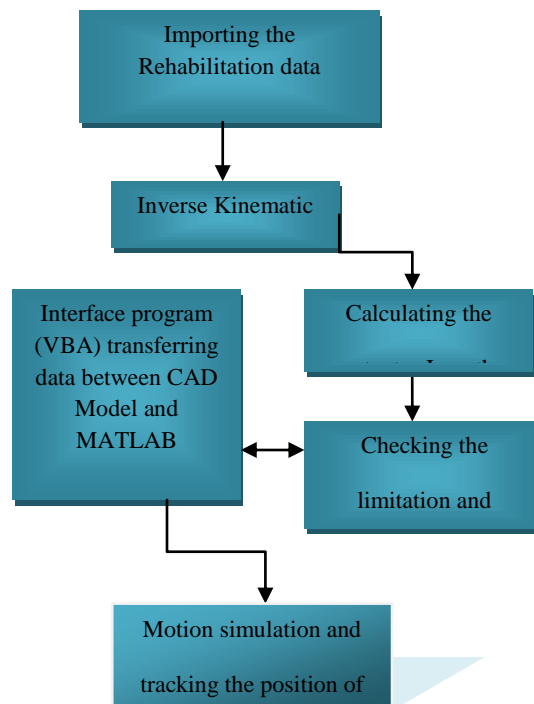 Importing the
Rehabilitation data
Inverse Kinematic
Interface program
(VBA) transferring
data between CAD
Model and
MATLAB
Calculating the
Checking the
limitation and
Motion simulation and
tracking the position of